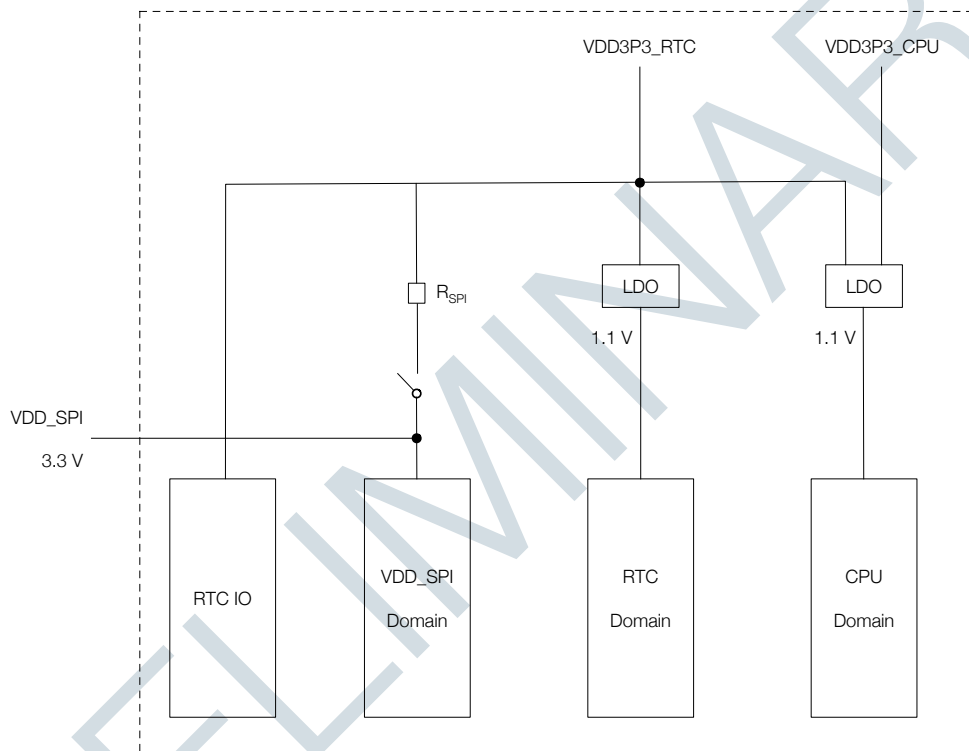 VDD3P3_RTC
VDD3P3_CPU
LDO
LDO
RSPI
1.1 V
1.1 V
VDD_SPI
3.3 V
RTC IO
VDD_SPI
Domain
RTC
Domain
CPU
Domain
ELIMINAR